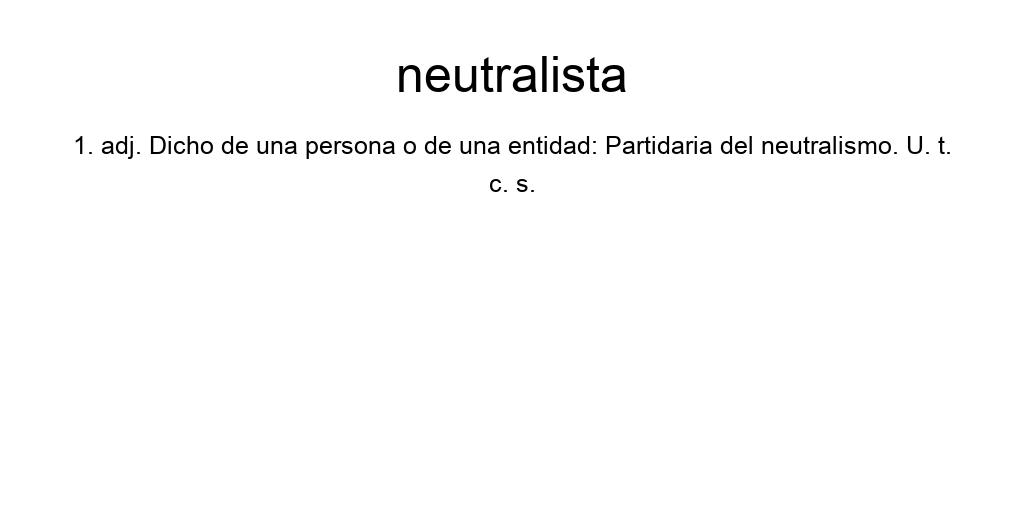 neutralista
1. adj. Dicho de una persona o de una entidad: Partidaria del neutralismo. U. t.
c. s.